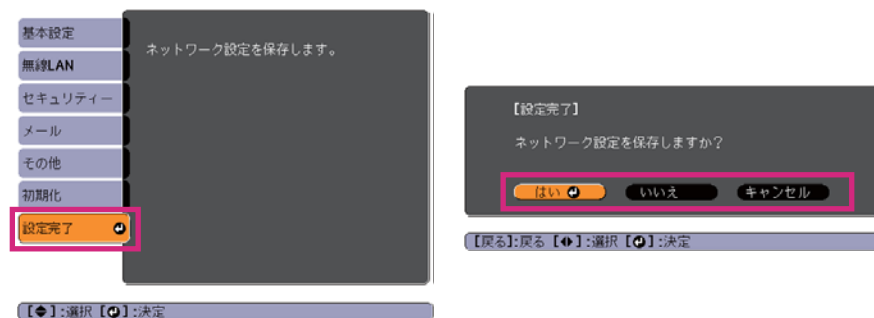 基本設定
無線LAN
セキュリティー
メール
その他
初期化
設定完了
ネットワーク設定を保存します。
[◆]:選択 [⏎]:決定
[設定完了]
ネットワーク設定を保存しますか?
はい いいえ キャンセル
[戻る]:戻る [◆]:選択 [⏎]:決定